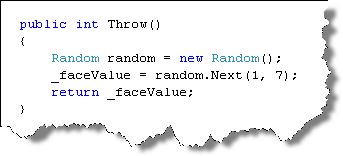 public int Throw()
{
    Random random = new Random();
    _faceValue = random.Next(1, 7);
    return _faceValue;
}